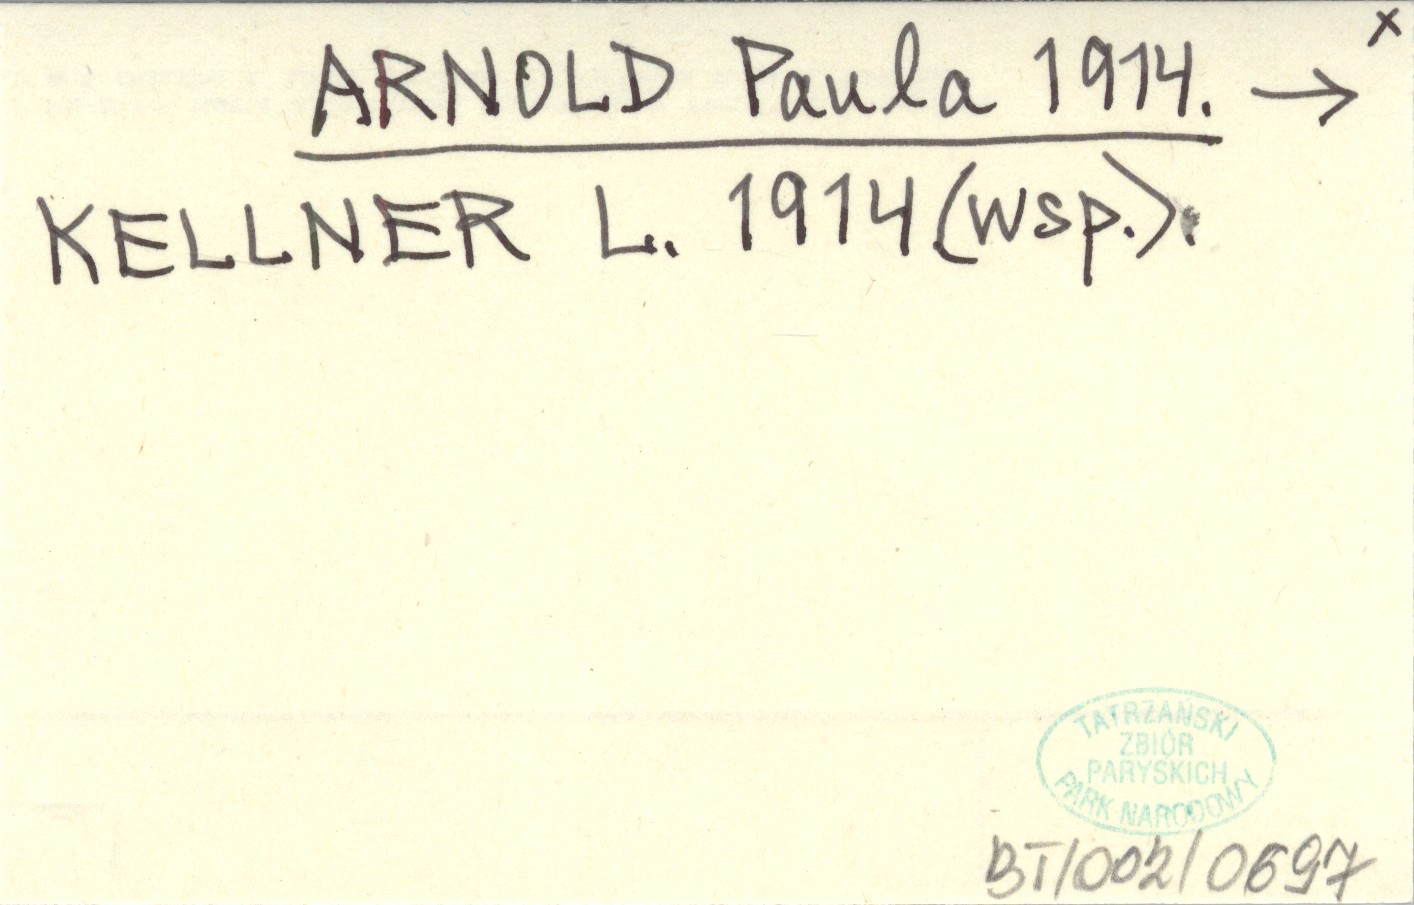 x
ARNOLD Paula 1914. →
KELLNER L. 1914 (wsp.).
TATRZAŃSKI
ZBIÓR
PARYSKICH
PARK NARODOWY
BT/002/0697